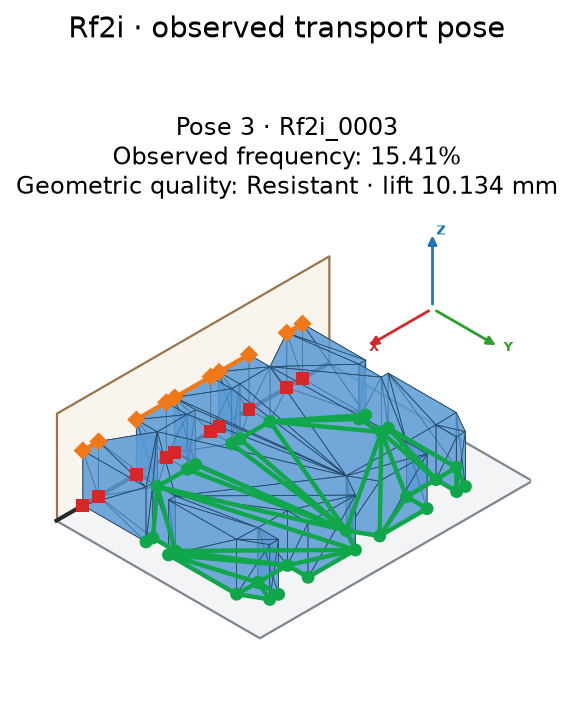 Rf2i · observed transport pose
Pose 3 · Rf2i_0003
Observed frequency: 15.41%
Geometric quality: Resistant · lift 10.134 mm
Z
X
Y